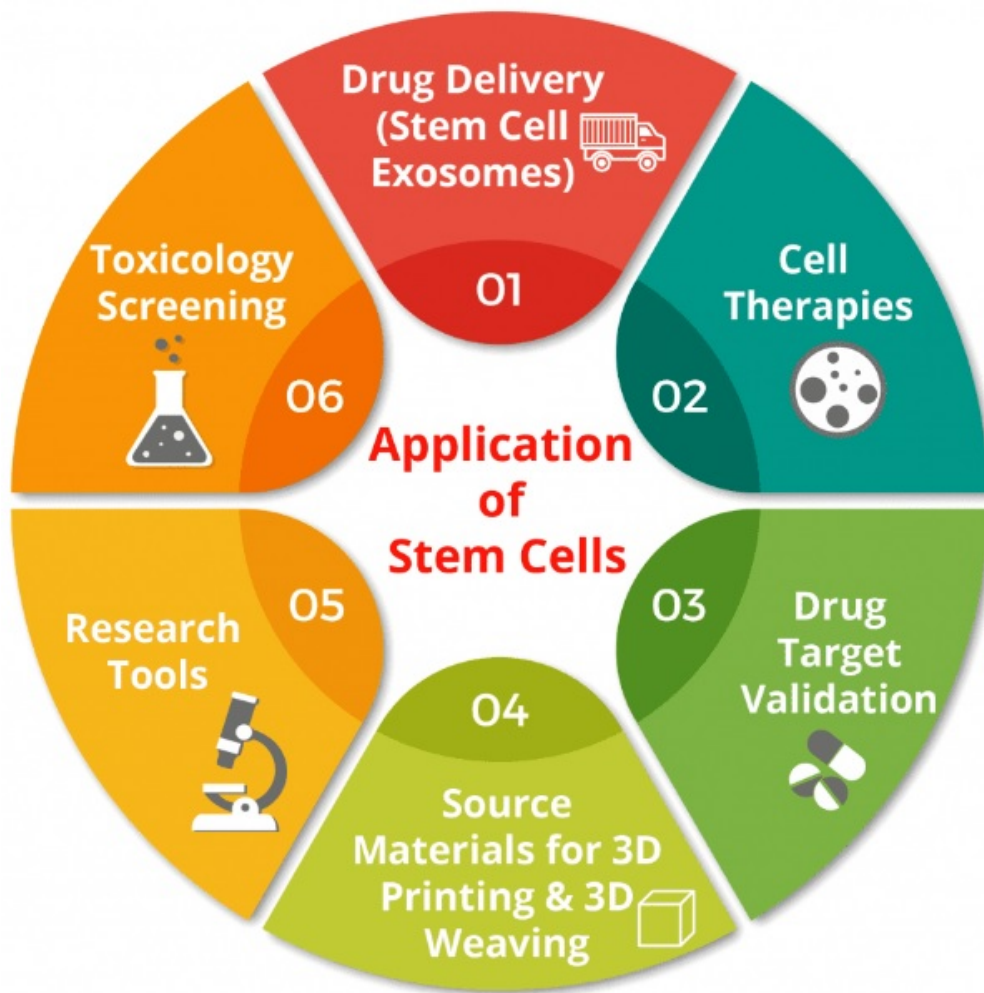 Drug Delivery
(Stem Cell
Exosomes)
01
Cell
Therapies
02
Drug
Target
Validation
03
Source
Materials for 3D
Printing & 3D
Weaving
04
Research
Tools
05
Toxicology
Screening
06
Application
of
Stem Cells